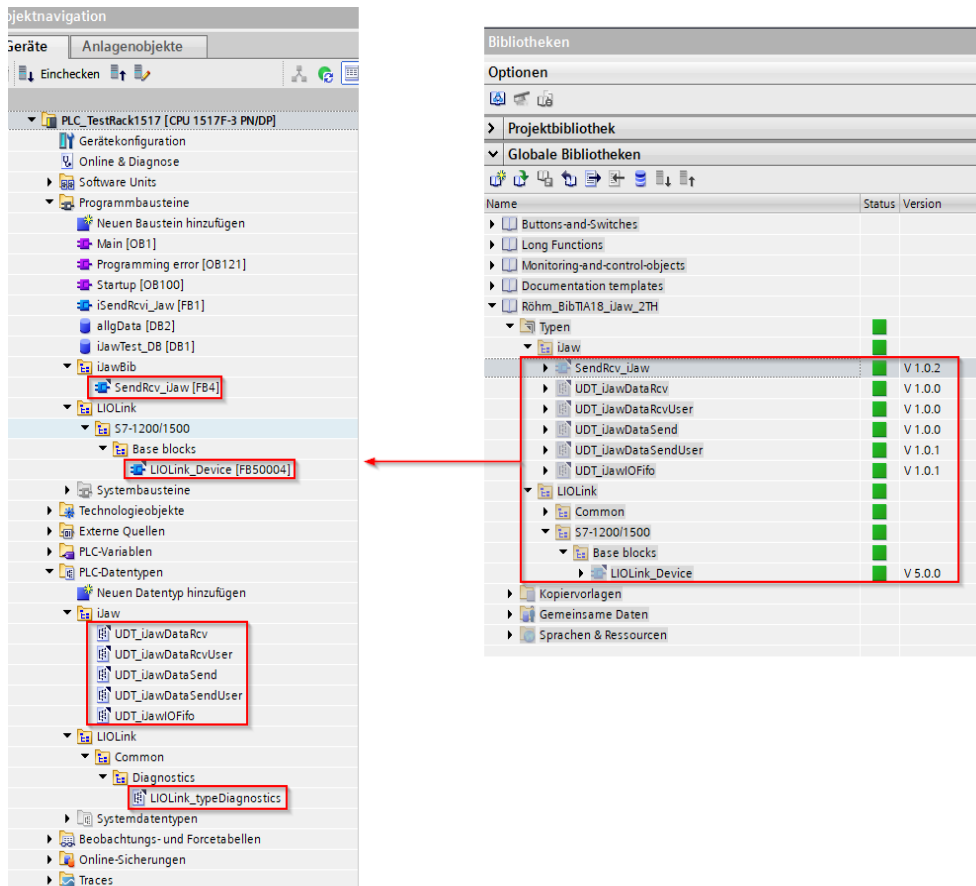 ojektnavigation
Geräte
Anlagenobjekte
Einchecken
PLC_TestRack1517 [CPU 1517F-3 PN/DP]
Gerätekonfiguration
Online & Diagnose
Software Units
Programmbausteine
Neuen Baustein hinzufügen
Main [OB1]
Programming error [OB121]
Startup [OB100]
iSendRcvi_Jaw [FB1]
allgData [DB2]
iJawTest_DB [DB1]
iJawBib
SendRcv_iJaw [FB4]
LIOLink
S7-1200/1500
Base blocks
LIOLink_Device [FB50004]
Systembausteine
Technologieobjekte
Externe Quellen
PLC-Variablen
PLC-Datentypen
Neuen Datentyp hinzufügen
iJaw
UDT_iJawDataRcv
UDT_iJawDataRcvUser
UDT_iJawDataSend
UDT_iJawDataSendUser
UDT_iJawIOFifo
LIOLink
Common
Diagnostics
LIOLink_typeDiagnostics
Systemdatentypen
Beobachtungs- und Forcetabellen
Online-Sicherungen
Traces
Bibliotheken
Optionen
Projektbibliothek
Globale Bibliotheken
Name Status Version
Buttons-and-Switches
Long Functions
Monitoring-and-control-objects
Documentation templates
Röhm_BibTIA18_iJaw_2TH
Typen
iJaw
SendRcv_iJaw V 1.0.2
UDT_iJawDataRcv V 1.0.0
UDT_iJawDataRcvUser V 1.0.0
UDT_iJawDataSend V 1.0.0
UDT_iJawDataSendUser V 1.0.1
UDT_iJawIOFifo V 1.0.1
LIOLink
Common
S7-1200/1500
Base blocks
LIOLink_Device V 5.0.0
Kopiervorlagen
Gemeinsame Daten
Sprachen & Ressourcen